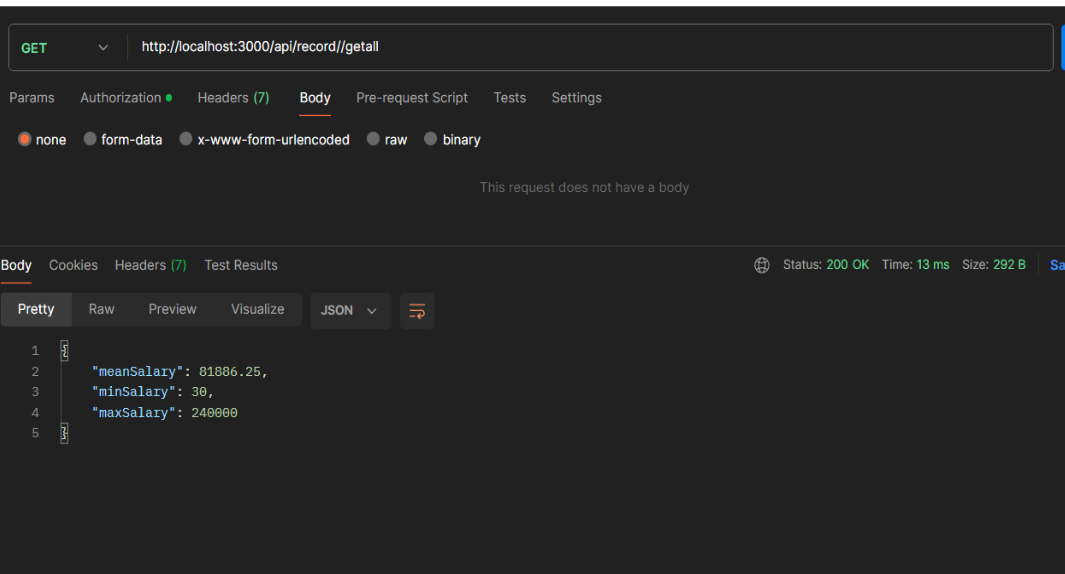 GET http://localhost:3000/api/record//getall
Params Authorization Headers (7) Body Pre-request Script Tests Settings
none form-data x-www-form-urlencoded raw binary
This request does not have a body
Body Cookies Headers (7) Test Results Status: 200 OK Time: 13 ms Size: 292 B Sa
Pretty Raw Preview Visualize JSON
1 {
2 "meanSalary": 81886.25,
3 "minSalary": 30,
4 "maxSalary": 240000
5 }